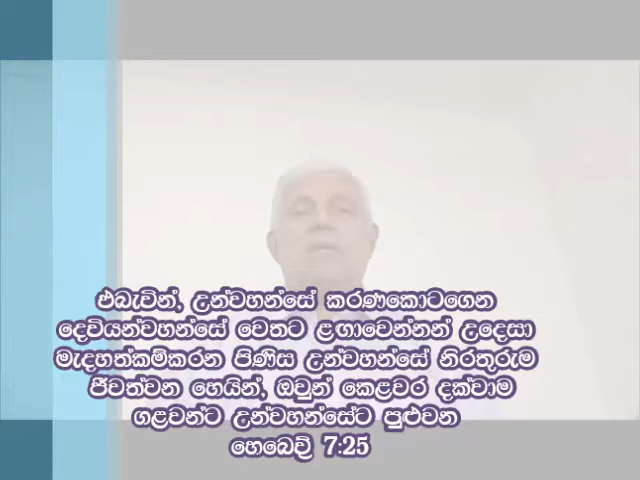 එබැවින්, උන්වහන්සේ කරණකොටගෙන
දෙවියන්වහන්සේ වෙතට ළඟාවෙන්නන් උදෙසා
මැදහත්කම්කරන පිණිස උන්වහන්සේ නිරතුරුම
ජීවත්වන හෙයින්, ඔවුන් කෙළවර දක්වාම
ගළවන්ට උන්වහන්සේට පුළුවන
හෙබ්‍රෙව් 7:25